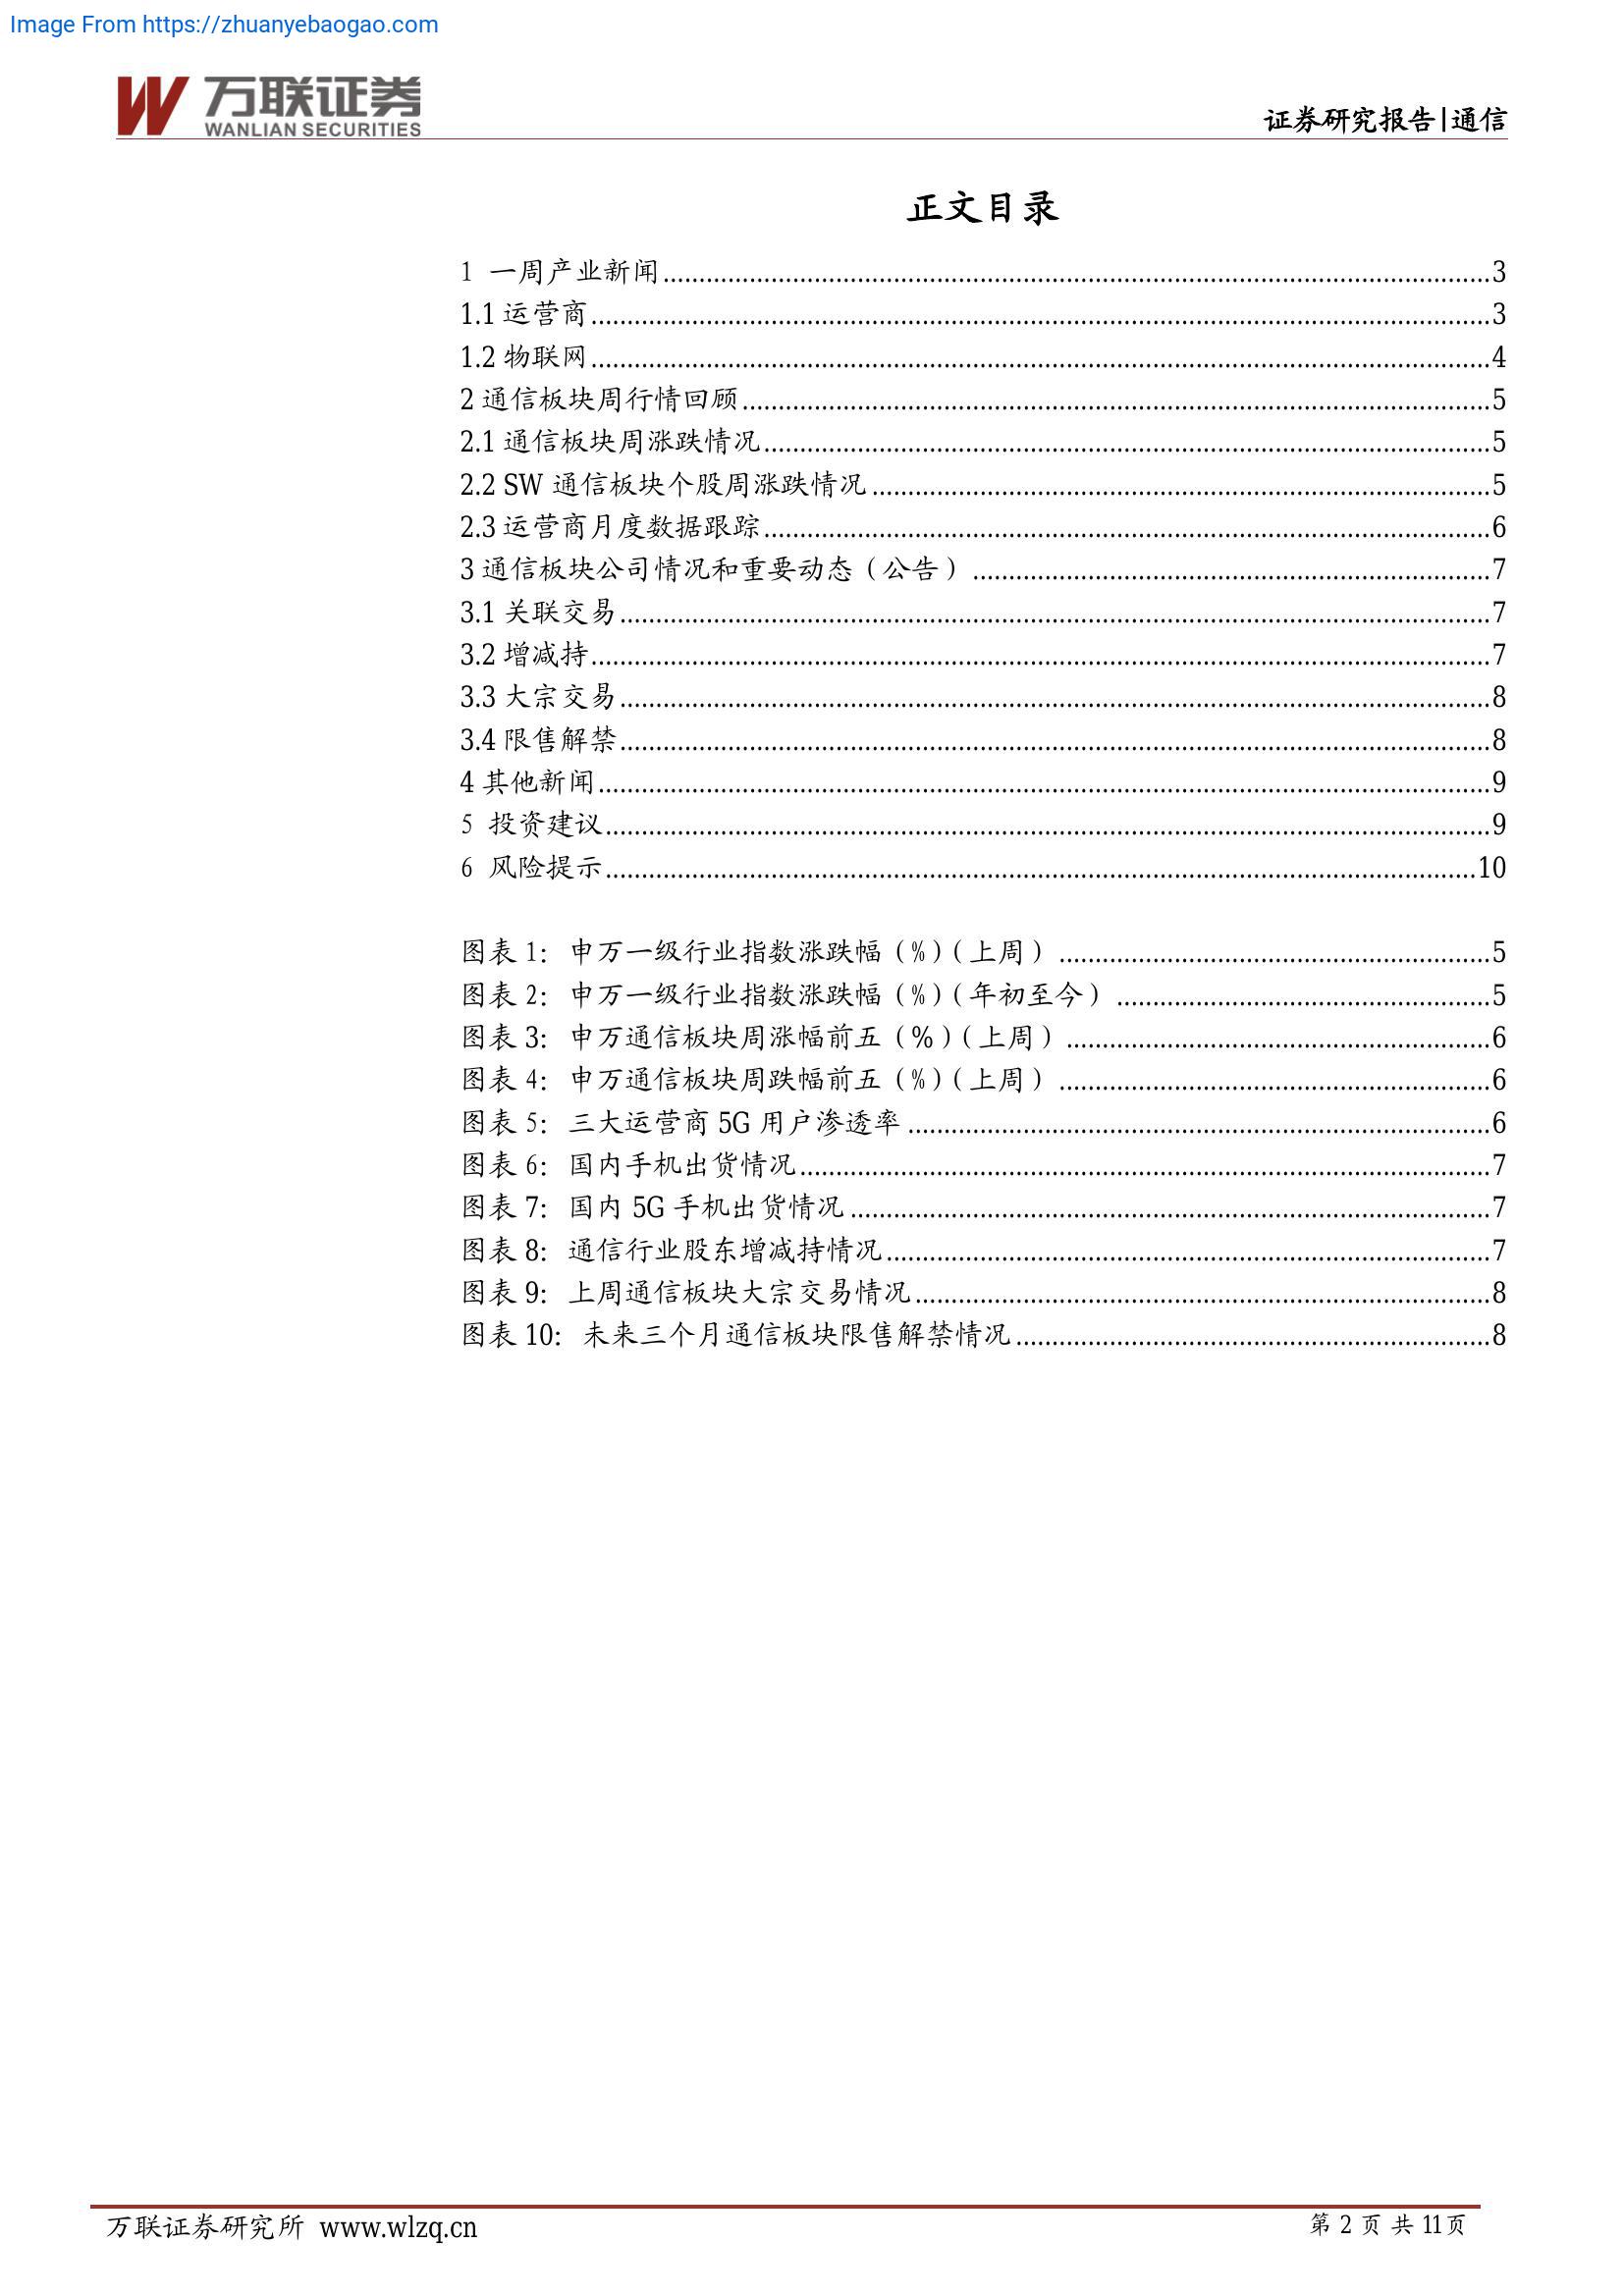 Image From https://zhuanyebaogao.com
万联证券
WANLIAN SECURITIES
证券研究报告|通信
正文目录
1 一周产业新闻...3
1.1 运营商...3
1.2 物联网...4
2 通信板块周行情回顾...5
2.1 通信板块周涨跌情况...5
2.2 SW 通信板块个股周涨跌情况...5
2.3 运营商月度数据跟踪...6
3 通信板块公司情况和重要动态（公告）...7
3.1 关联交易...7
3.2 增减持...7
3.3 大宗交易...8
3.4 限售解禁...8
4 其他新闻...9
5 投资建议...9
6 风险提示...10
图表 1：申万一级行业指数涨跌幅（%）（上周）...5
图表 2：申万一级行业指数涨跌幅（%）（年初至今）...5
图表 3：申万通信板块周涨幅前五（%）（上周）...6
图表 4：申万通信板块周跌幅前五（%）（上周）...6
图表 5：三大运营商 5G 用户渗透率...6
图表 6：国内手机出货情况...7
图表 7：国内 5G 手机出货情况...7
图表 8：通信行业股东增减持情况...7
图表 9：上周通信板块大宗交易情况...8
图表 10：未来三个月通信板块限售解禁情况...8
万联证券研究所 www.wlzq.cn
第 2 页 共 11 页